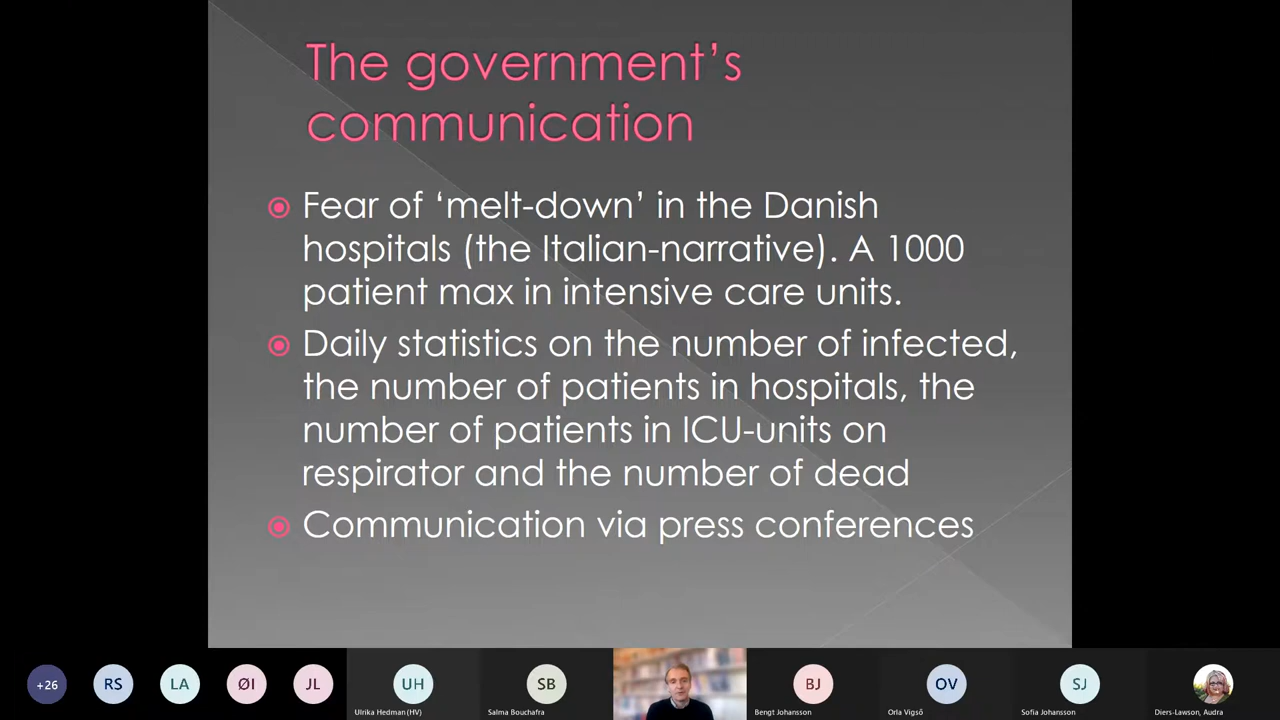 The government’s
communication
Fear of ‘melt-down’ in the Danish
hospitals (the Italian-narrative). A 1000
patient max in intensive care units.
Daily statistics on the number of infected,
the number of patients in hospitals, the
number of patients in ICU-units on
respirator and the number of dead
Communication via press conferences
+26
RS
LA
ØI
JL
UH
SB
BJ
OV
SJ
Ulrika Hedman (HV)
Salma Bouchafra
Bengt Johansson
Orla Vigsö
Sofia Johansson
Diers-Lawson, Audra